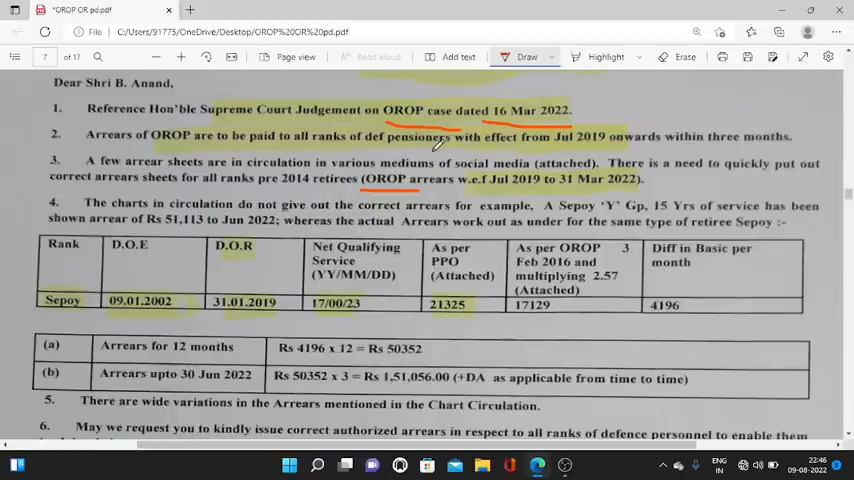 *OROP OR pd.pdf
C:/Users/91775/OneDrive/Desktop/OROP%20OR%20pd.pdf
7 of 17
Page view
Read aloud
Add text
Draw
Highlight
Erase
Dear Shri B. Anand,
1. Reference Hon'ble Supreme Court Judgement on OROP case dated 16 Mar 2022.
2. Arrears of OROP are to be paid to all ranks of def pensioners with effect from Jul 2019 onwards within three months.
3. A few arrear sheets are in circulation in various mediums of social media (attached). There is a need to quickly put out
correct arrears sheets for all ranks pre 2014 retirees (OROP arrears w.e.f Jul 2019 to 31 Mar 2022).
4. The charts in circulation do not give out the correct arrears for example, A Sepoy 'Y' Gp, 15 Yrs of service has been
shown arrear of Rs 51,113 to Jun 2022; whereas the actual Arrears work out as under for the same type of retiree Sepoy :-
Rank D.O.E D.O.R Net Qualifying Service (YY/MM/DD) As per PPO (Attached) As per OROP 3 Feb 2016 and multiplying 2.57 (Attached) Diff in Basic per month
Sepoy 09.01.2002 31.01.2019 17/00/23 21325 17129 4196
(a) Arrears for 12 months Rs 4196 x 12 = Rs 50352
(b) Arrears upto 30 Jun 2022 Rs 50352 x 3 = Rs 1,51,056.00 (+DA as applicable from time to time)
5. There are wide variations in the Arrears mentioned in the Chart Circulation.
6. May we request you to kindly issue correct authorized arrears in respect to all ranks of defence personnel to enable them
ENG
IN
22:46
09-08-2022